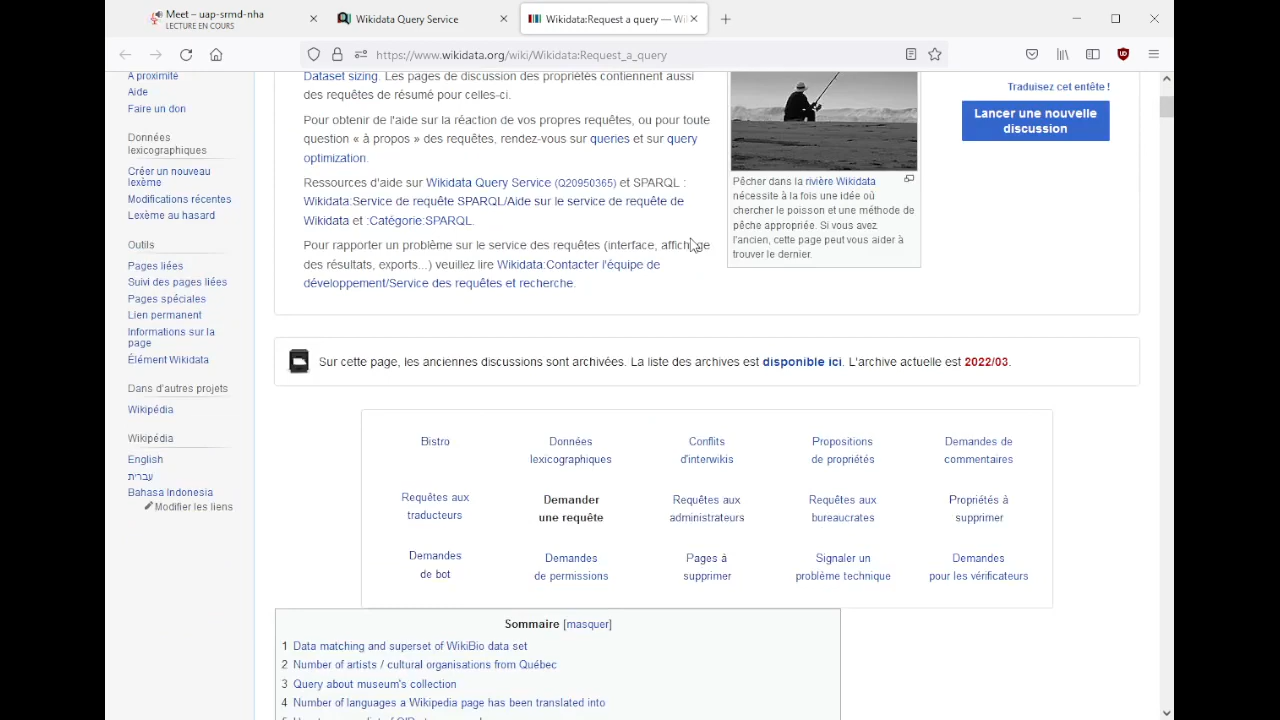 Meet – uap-srmd-nha
LECTURE EN COURS
Wikidata Query Service
Wikidata:Request a query — Wi
https://www.wikidata.org/wiki/Wikidata:Request_a_query
À proximité
Aide
Faire un don
Données
lexicographiques
Créer un nouveau
lexème
Modifications récentes
Lexème au hasard
Outils
Pages liées
Suivi des pages liées
Pages spéciales
Lien permanent
Informations sur la
page
Élément Wikidata
Dans d'autres projets
Wikipédia
Wikipédia
English
עברית
Bahasa Indonesia
Modifier les liens
Dataset sizing. Les pages de discussion des propriétés contiennent aussi
des requêtes de résumé pour celles-ci.
Pour obtenir de l'aide sur la réaction de vos propres requêtes, ou pour toute
question « à propos » des requêtes, rendez-vous sur queries et sur query
optimization.
Ressources d'aide sur Wikidata Query Service (Q20950365) et SPARQL :
Wikidata:Service de requête SPARQL/Aide sur le service de requête de
Wikidata et :Catégorie:SPARQL.
Pour rapporter un problème sur le service des requêtes (interface, affichage
des résultats, exports...) veuillez lire Wikidata:Contacter l'équipe de
développement/Service des requêtes et recherche.
Pêcher dans la rivière Wikidata
nécessite à la fois une idée où
chercher le poisson et une méthode de
pêche appropriée. Si vous avez
l'ancien, cette page peut vous aider à
trouver le dernier.
Traduisez cet entête !
Lancer une nouvelle
discussion
Sur cette page, les anciennes discussions sont archivées. La liste des archives est disponible ici. L'archive actuelle est 2022/03.
Bistro
Données
lexicographiques
Conflits
d'interwikis
Propositions
de propriétés
Demandes de
commentaires
Requêtes aux
traducteurs
Demander
une requête
Requêtes aux
administrateurs
Requêtes aux
bureaucrates
Propriétés à
supprimer
Demandes
de bot
Demandes
de permissions
Pages à
supprimer
Signaler un
problème technique
Demandes
pour les vérificateurs
Sommaire [masquer]
1 Data matching and superset of WikiBio data set
2 Number of artists / cultural organisations from Québec
3 Query about museum's collection
4 Number of languages a Wikipedia page has been translated into